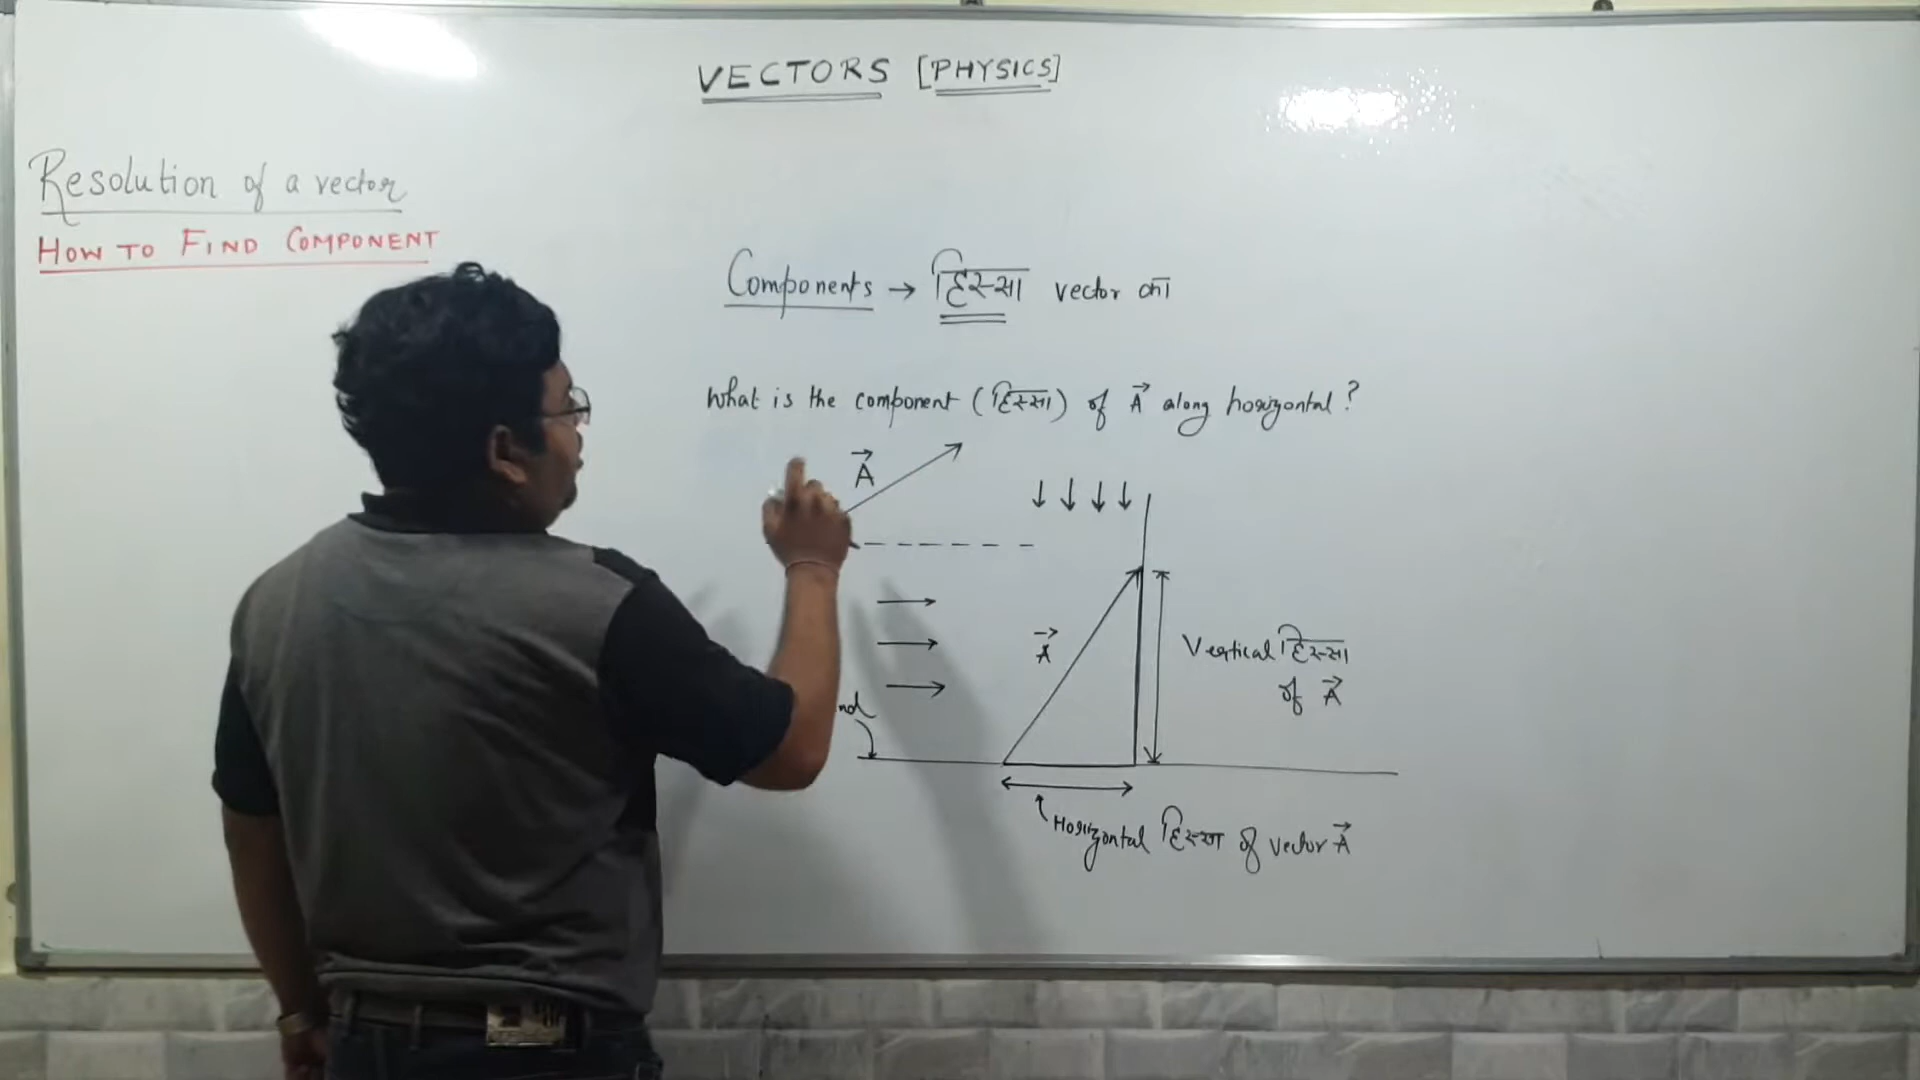 VECTORS [PHYSICS]
Resolution of a vector
HOW TO FIND COMPONENT
Components → हिस्सा vector का
What is the component (हिस्सा) of A⃗ along horizontal?
A⃗
A⃗
Vertical हिस्सा
of A⃗
nd
Horizontal हिस्सा of vector A⃗